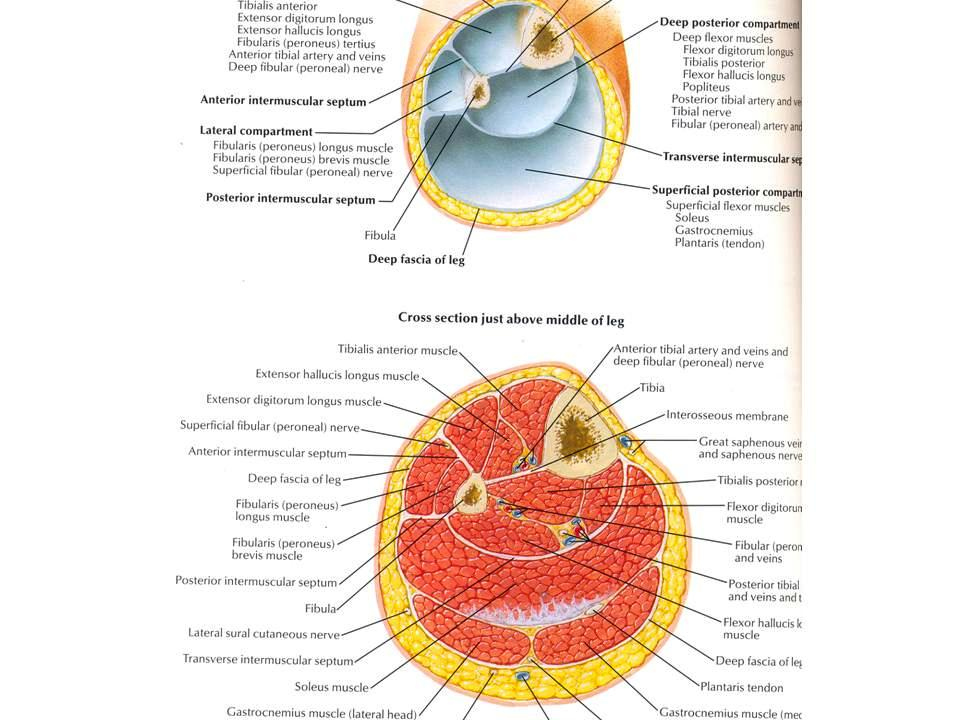 Tibialis anterior
Extensor digitorum longus
Extensor hallucis longus
Fibularis (peroneus) tertius
Anterior tibial artery and veins
Deep fibular (peroneal) nerve
Anterior intermuscular septum
Lateral compartment
Fibularis (peroneus) longus muscle
Fibularis (peroneus) brevis muscle
Superficial fibular (peroneal) nerve
Posterior intermuscular septum
Fibula
Deep fascia of leg
Deep posterior compartment
Deep flexor muscles
Flexor digitorum longus
Tibialis posterior
Flexor hallucis longus
Popliteus
Posterior tibial artery and ve
Tibial nerve
Fibular (peroneal) artery and
Transverse intermuscular sep
Superficial posterior compartm
Superficial flexor muscles
Soleus
Gastrocnemius
Plantaris (tendon)
Cross section just above middle of leg
Tibialis anterior muscle
Extensor hallucis longus muscle
Extensor digitorum longus muscle
Superficial fibular (peroneal) nerve
Anterior intermuscular septum
Deep fascia of leg
Fibularis (peroneus)
longus muscle
Fibularis (peroneus)
brevis muscle
Posterior intermuscular septum
Fibula
Lateral sural cutaneous nerve
Transverse intermuscular septum
Soleus muscle
Gastrocnemius muscle (lateral head)
Anterior tibial artery and veins and
deep fibular (peroneal) nerve
Tibia
Interosseous membrane
Great saphenous vei
and saphenous nerve
Tibialis posterior
Flexor digitorum
muscle
Fibular (peron
and veins
Posterior tibial
and veins and t
Flexor hallucis l
muscle
Deep fascia of leg
Plantaris tendon
Gastrocnemius muscle (med